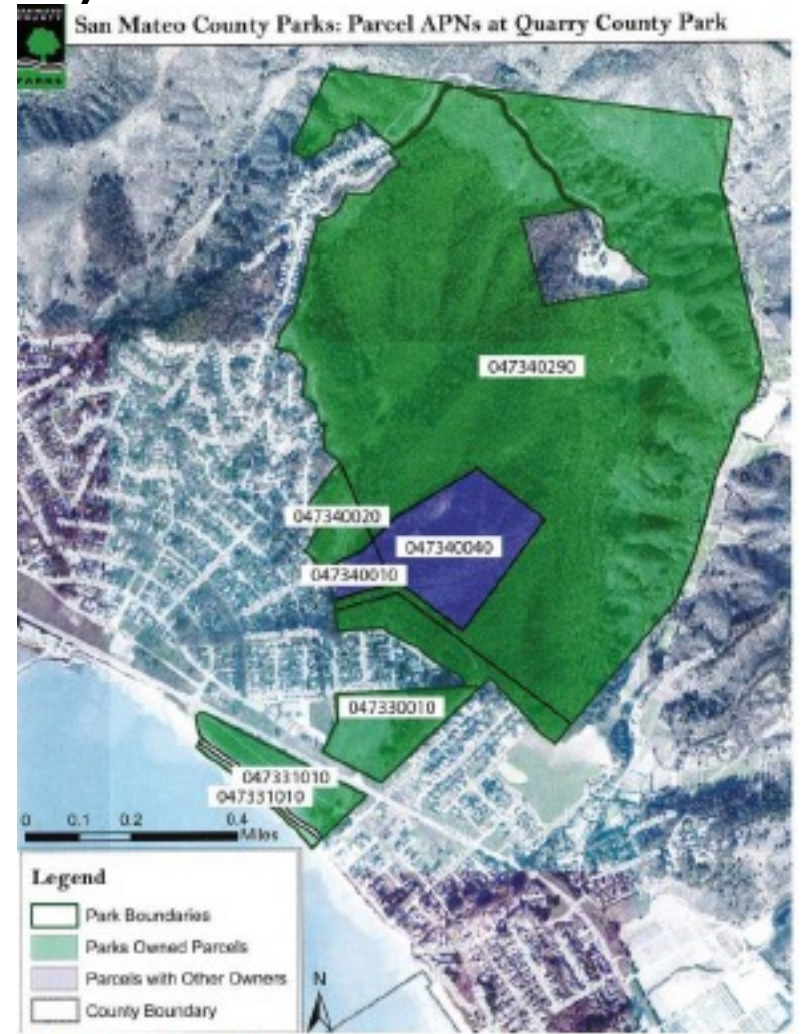 San Mateo County Parks: Parcel APNs at Quarry County Park
PARKS
047340290
047340020
047340040
047340010
047330010
047331010
047331010
0 0.1 0.2 0.4
Miles
Legend
Park Boundaries
Parks Owned Parcels
Parcels with Other Owners
County Boundary
N